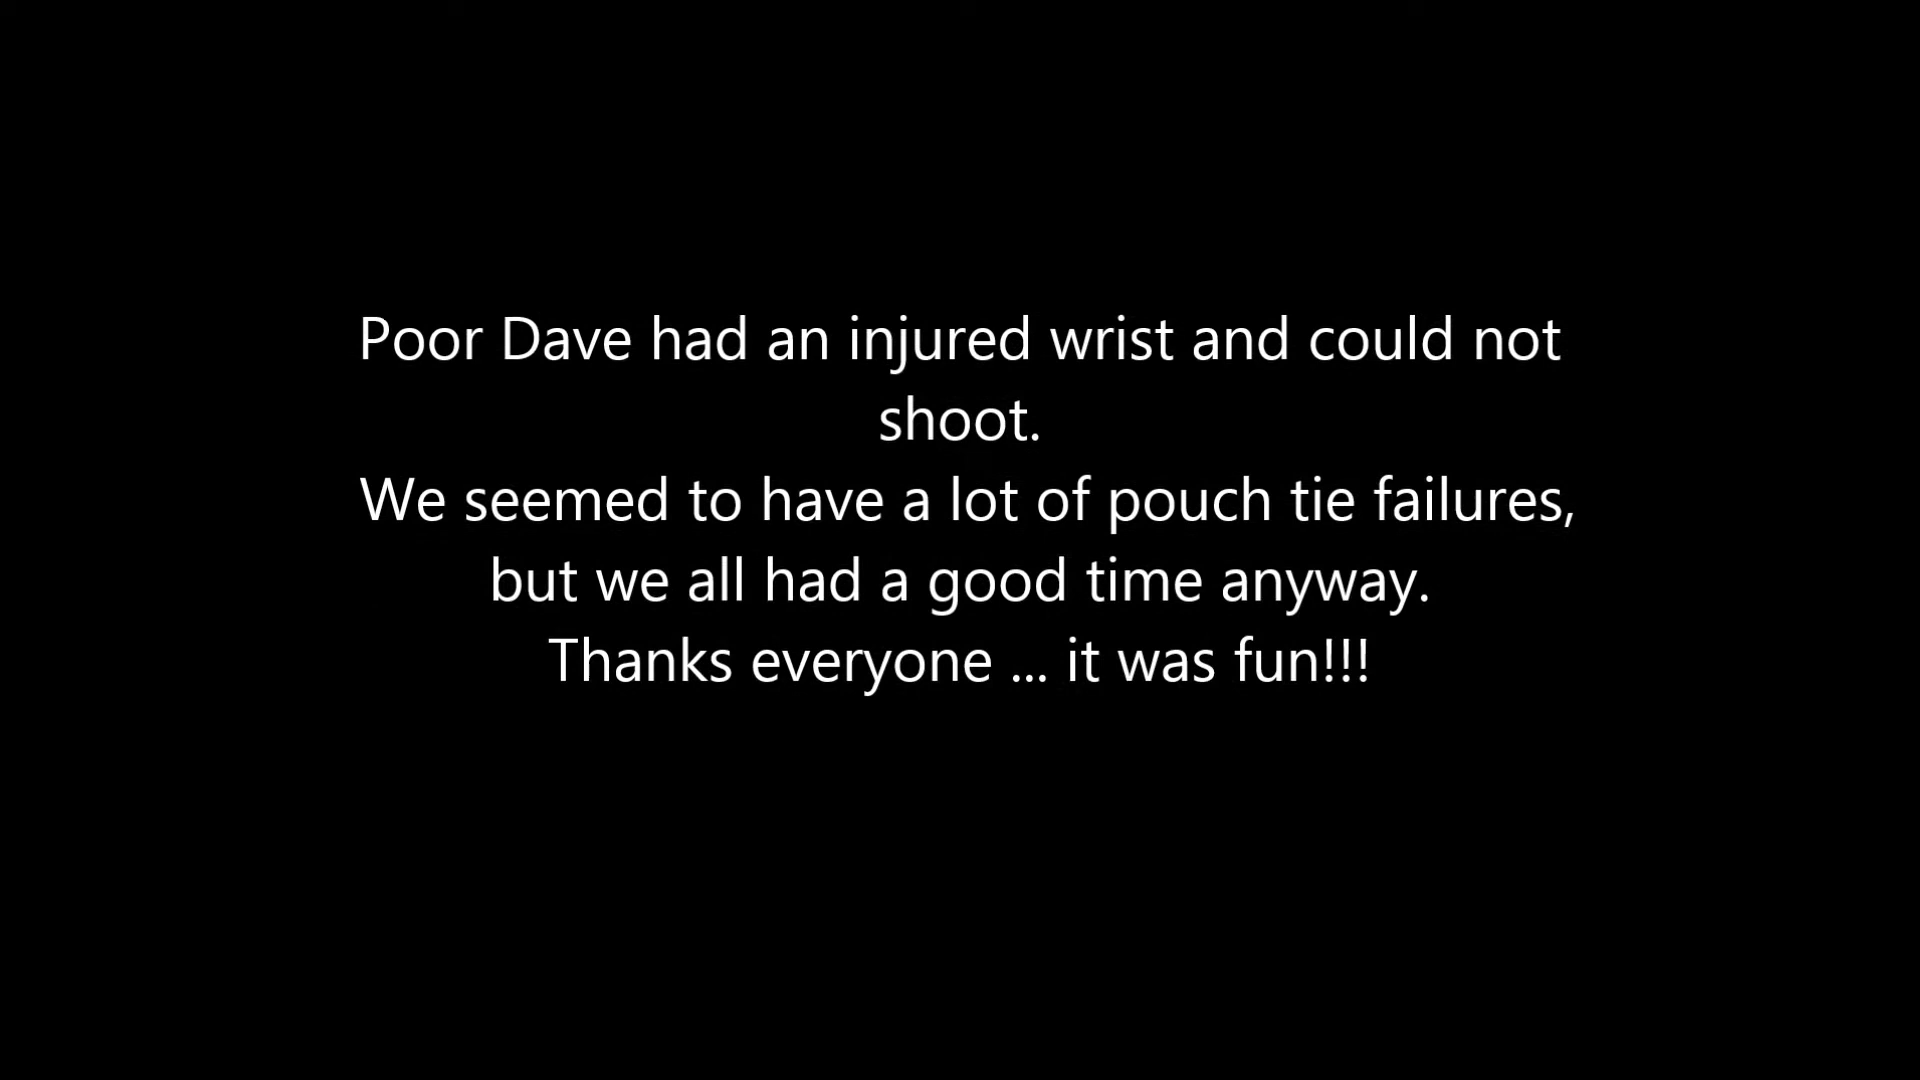 Poor Dave had an injured wrist and could not
shoot.
We seemed to have a lot of pouch tie failures,
but we all had a good time anyway.
Thanks everyone ... it was fun!!!